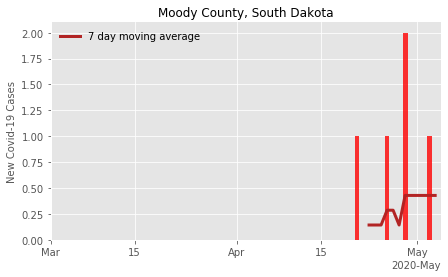 Moody County, South Dakota
7 day moving average
New Covid-19 Cases
2.00
1.75
1.50
1.25
1.00
0.75
0.50
0.25
0.00
Mar
15
Apr
15
May
2020-May